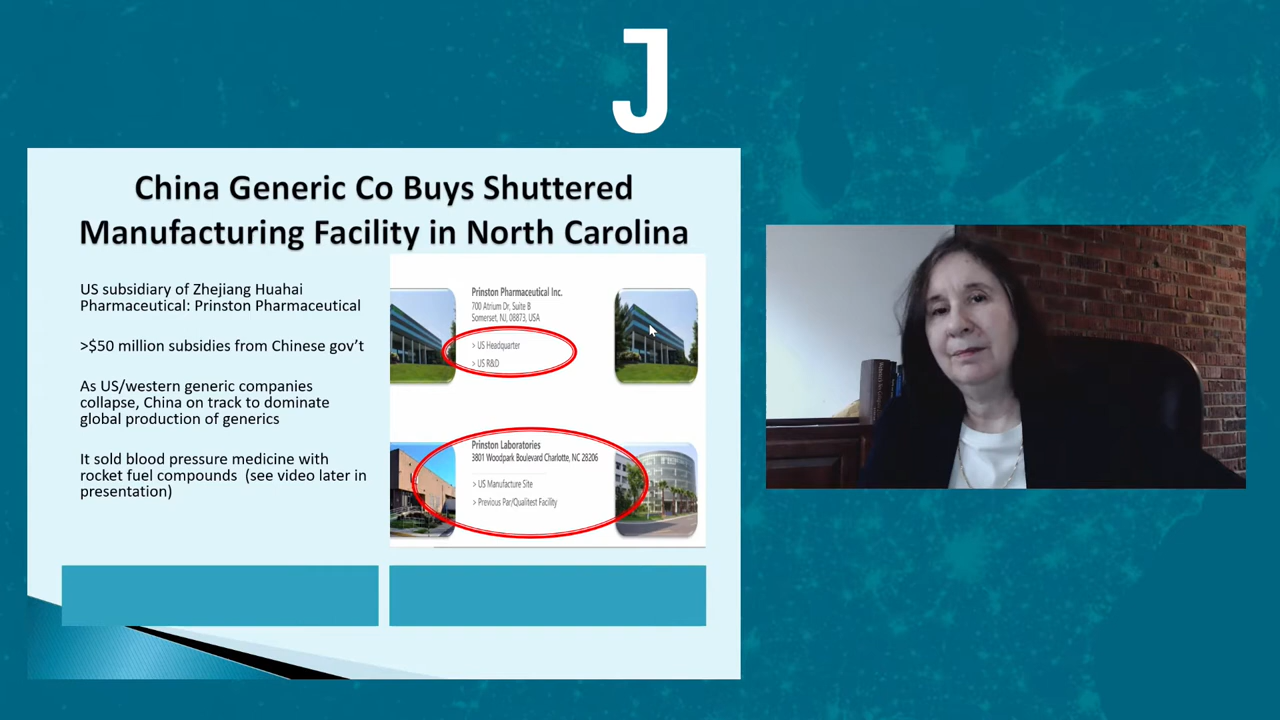 J
China Generic Co Buys Shuttered
Manufacturing Facility in North Carolina
US subsidiary of Zhejiang Huahai
Pharmaceutical: Prinston Pharmaceutical
>$50 million subsidies from Chinese gov’t
As US/western generic companies
collapse, China on track to dominate
global production of generics
It sold blood pressure medicine with
rocket fuel compounds (see video later in
presentation)
Prinston Pharmaceutical Inc.
700 Atrium Dr, Suite B
Somerset, NJ, 08873, USA
> US Headquarter
> US R&D
Prinston Laboratories
3801 Woodpark Boulevard Charlotte, NC 28206
> US Manufacture Site
> Previous Par/Qualitest Facility